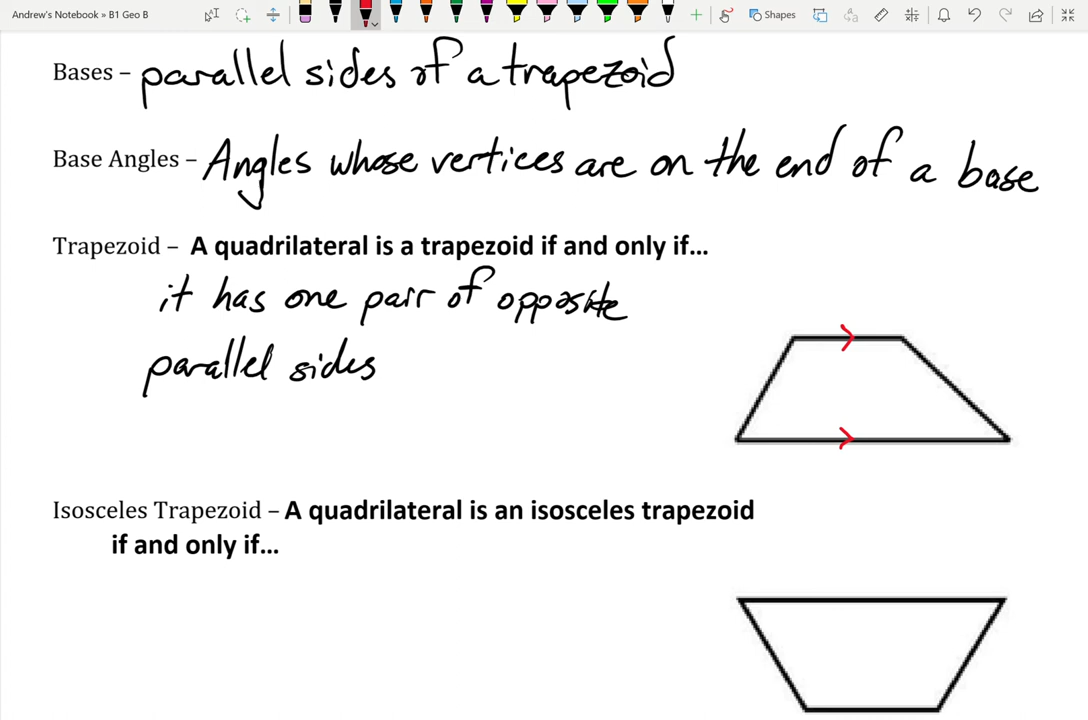 Andrew's Notebook » B1 Geo B
Shapes
Bases – parallel sides of a trapezoid
Base Angles – Angles whose vertices are on the end of a base
Trapezoid – A quadrilateral is a trapezoid if and only if...
it has one pair of opposite
parallel sides
Isosceles Trapezoid – A quadrilateral is an isosceles trapezoid
if and only if...